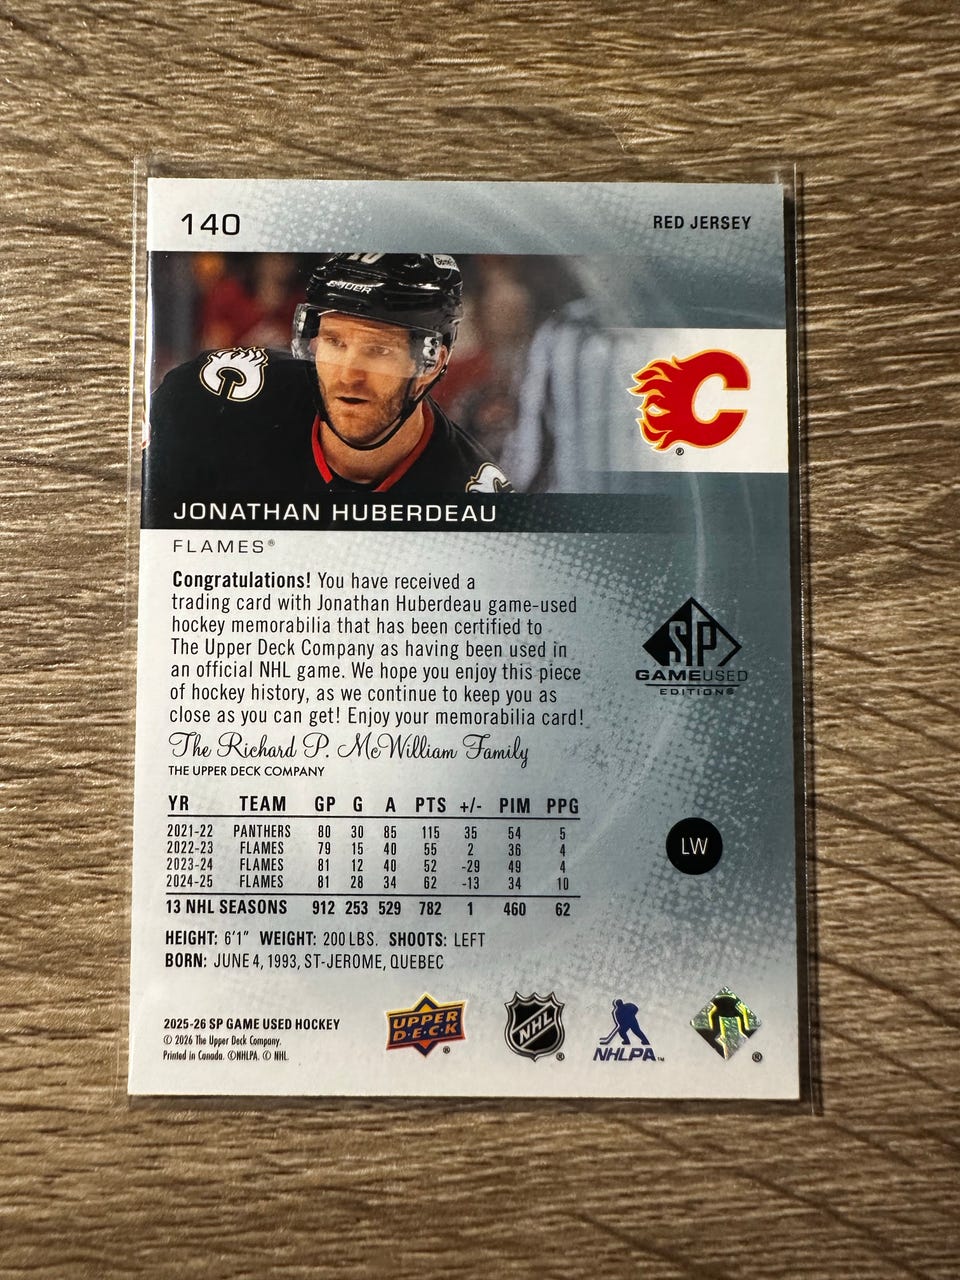 140
RED JERSEY
BAUER
C
JONATHAN HUBERDEAU
FLAMES®
Congratulations! You have received a
trading card with Jonathan Huberdeau game-used
hockey memorabilia that has been certified to
The Upper Deck Company as having been used in
an official NHL game. We hope you enjoy this piece
of hockey history, as we continue to keep you as
close as you can get! Enjoy your memorabilia card!
The Richard P. McWilliam Family
THE UPPER DECK COMPANY
SP
GAMEUSED
EDITION®
YR TEAM GP G A PTS +/- PIM PPG
2021-22 PANTHERS 80 30 85 115 35 54 5
2022-23 FLAMES 79 15 40 55 2 36 4
2023-24 FLAMES 81 12 40 52 -29 49 4
2024-25 FLAMES 81 28 34 62 -13 34 10
13 NHL SEASONS 912 253 529 782 1 460 62
LW
HEIGHT: 6'1" WEIGHT: 200 LBS. SHOOTS: LEFT
BORN: JUNE 4, 1993, ST-JEROME, QUEBEC
2025-26 SP GAME USED HOCKEY
© 2026 The Upper Deck Company.
Printed in Canada. ©NHLPA. © NHL.
UPPER
D·E·C·K
NHL
NHLPA™